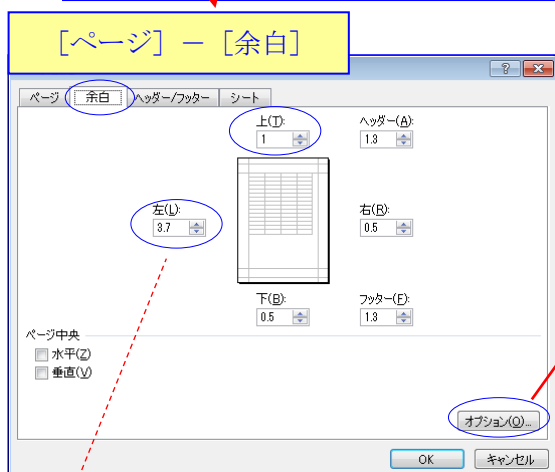 [ページ] － [余白]
ページ 余白 ヘッダー/フッター シート
上(T): ヘッダー(A):
1 1.3
左(L): 右(R):
3.7 0.5
下(B): フッター(F):
0.5 1.3
ページ中央
水平(Z)
垂直(V)
オプション(O)...
OK キャンセル